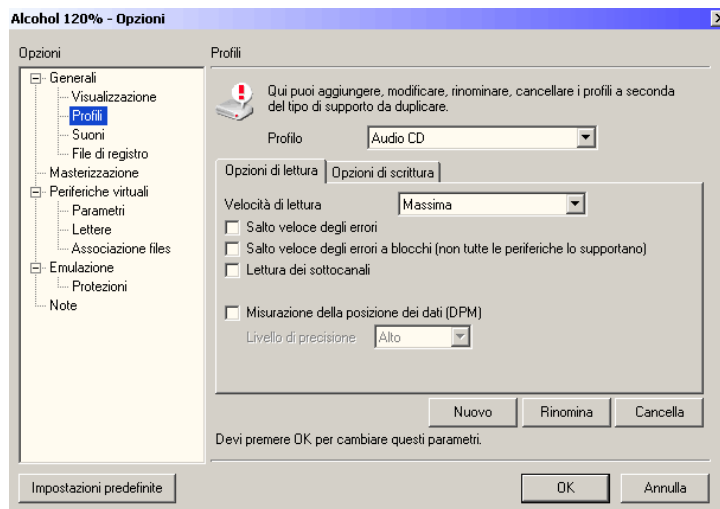 Alcohol 120% - Opzioni
Opzioni
Generali
Visualizzazione
Profili
Suoni
File di registro
Masterizzazione
Periferiche virtuali
Parametri
Lettere
Associazione files
Emulazione
Protezioni
Note
Impostazioni predefinite
Profili
Qui puoi aggiungere, modificare, rinominare, cancellare i profili a seconda
del tipo di supporto da duplicare.
Profilo Audio CD
Opzioni di lettura Opzioni di scrittura
Velocità di lettura Massima
Salto veloce degli errori
Salto veloce degli errori a blocchi (non tutte le periferiche lo supportano)
Lettura dei sottocanali
Misurazione della posizione dei dati (DPM)
Livello di precisione Alto
Nuovo Rinomina Cancella
Devi premere OK per cambiare questi parametri.
OK Annulla